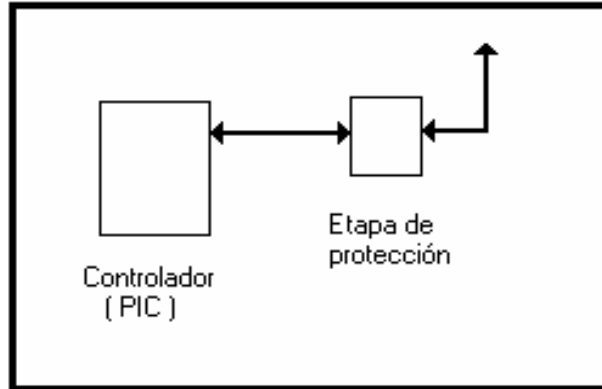 Controlador
( PIC )
Etapa de
protección